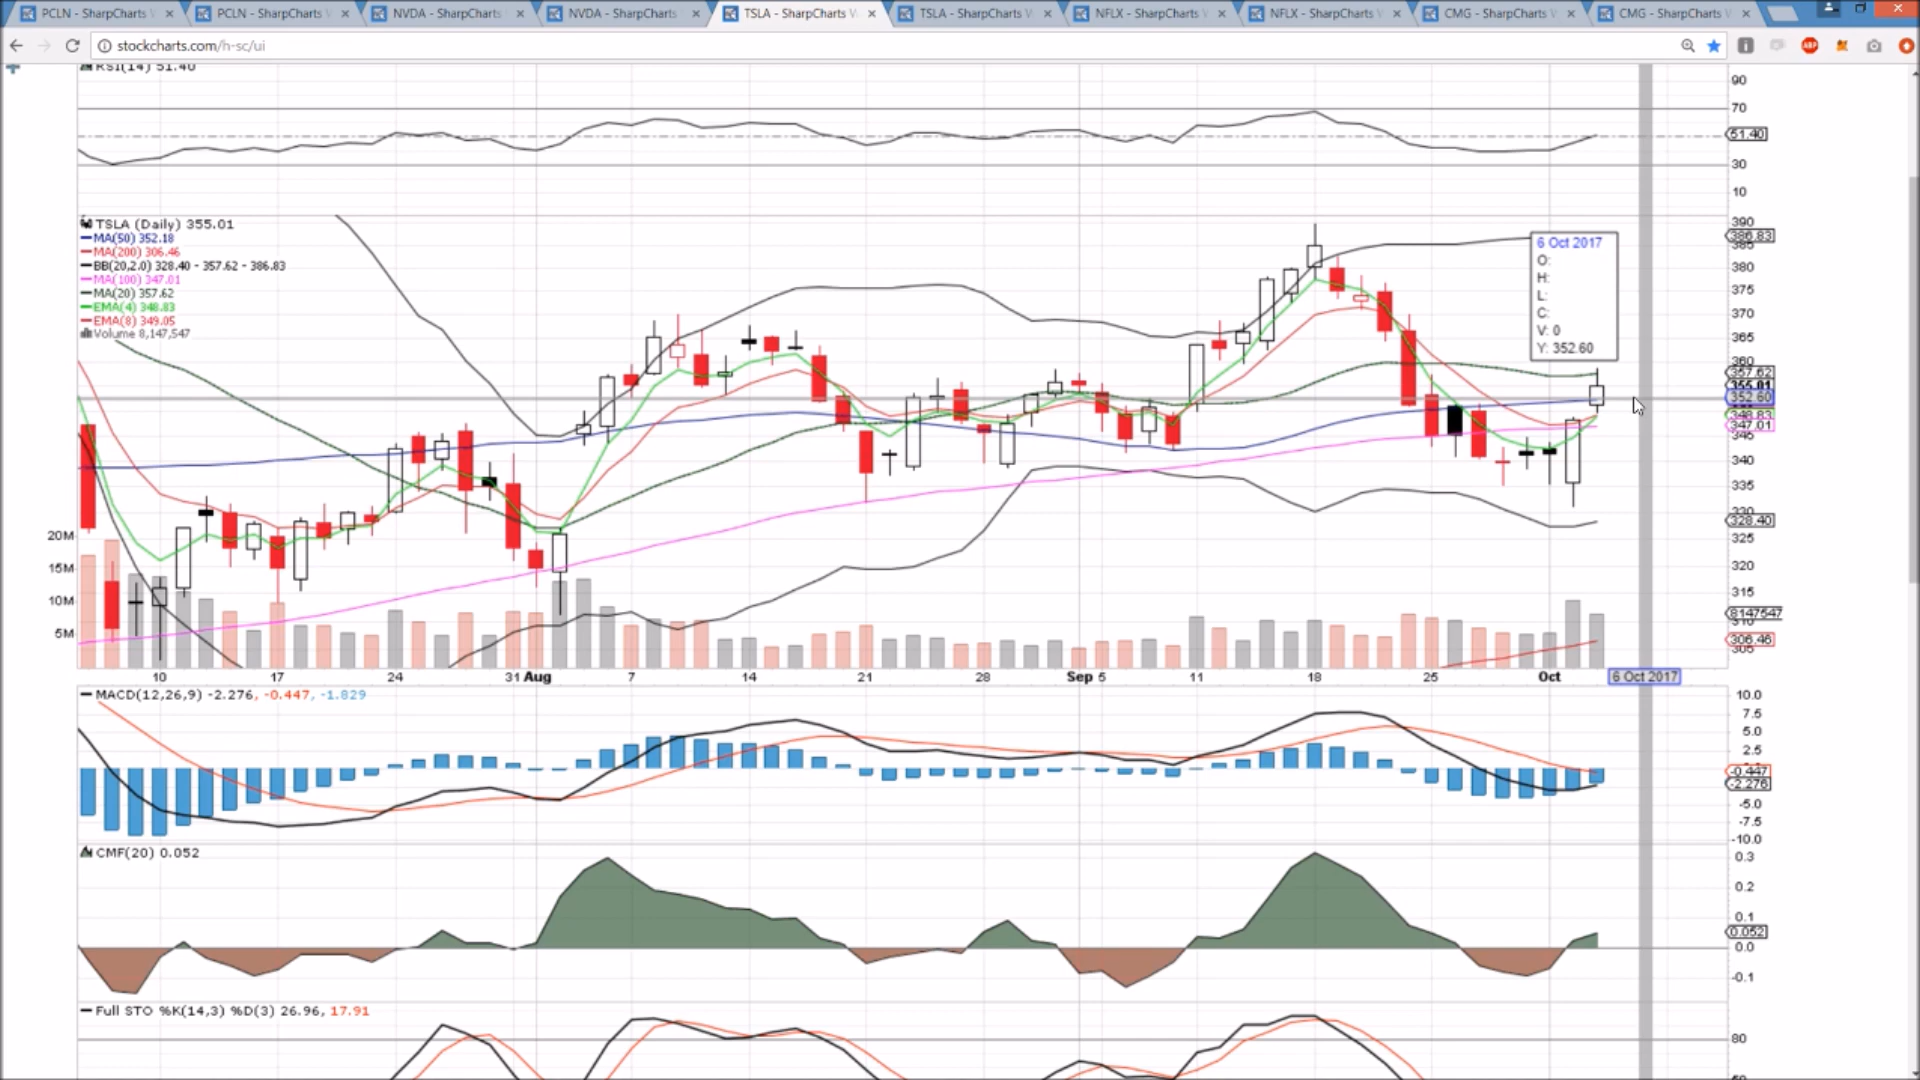 PCLN - SharpCharts V
PCLN - SharpCharts V
NVDA - SharpCharts
NVDA - SharpCharts
TSLA - SharpCharts V
TSLA - SharpCharts V
NFLX - SharpCharts V
NFLX - SharpCharts V
CMG - SharpCharts V
CMG - SharpCharts V
stockcharts.com/h-sc/ui
ABP
RSI(14) 51.40
90
70
51.40
30
10
TSLA (Daily) 355.01
MA(50) 352.18
MA(200) 306.46
BB(20,2.0) 328.40 - 357.62 - 386.83
MA(100) 347.01
MA(20) 357.62
EMA(4) 348.83
EMA(8) 349.05
Volume 8,147,547
6 Oct 2017
O:
H:
L:
C:
V: 0
Y: 352.60
390
386.83
385
380
375
370
365
360
357.62
355.01
352.60
348.83
347.01
345
340
335
330
328.40
325
320
315
8147547
310
306.46
305
20M
15M
10M
5M
10 17 24 31 Aug 7 14 21 28 Sep 5 11 18 25 Oct 6 Oct 2017
MACD(12,26,9) -2.276, -0.447, -1.829
10.0
7.5
5.0
2.5
-0.447
-2.276
-5.0
-7.5
-10.0
CMF(20) 0.052
0.3
0.2
0.1
0.052
0.0
-0.1
Full STO %K(14,3) %D(3) 26.96, 17.91
80